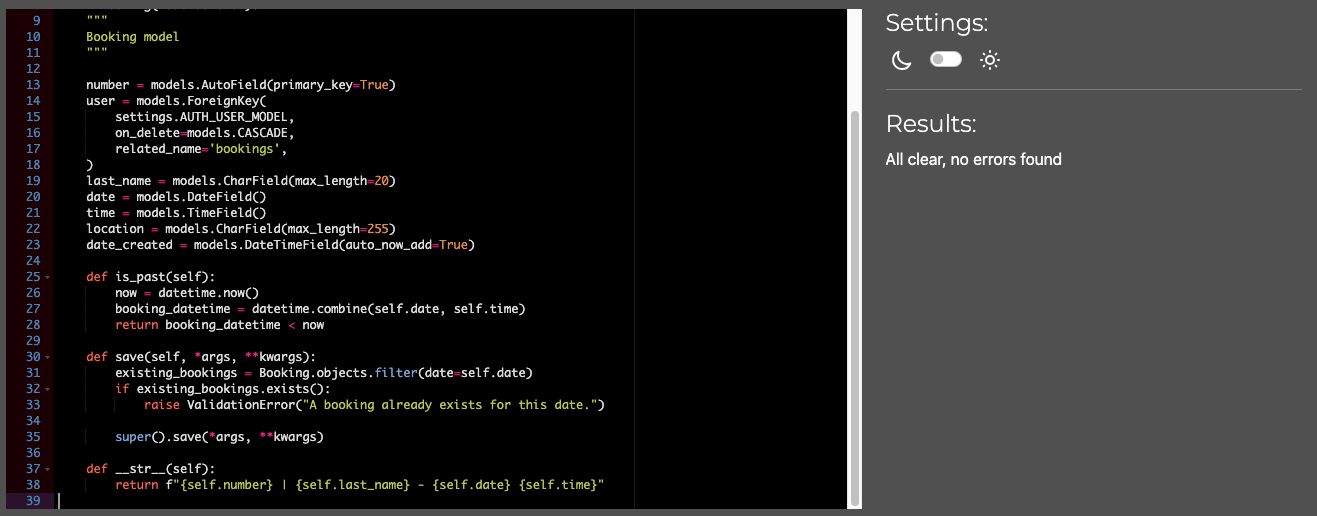 9 """
10 Booking model
11 """
12
13 number = models.AutoField(primary_key=True)
14 user = models.ForeignKey(
15 settings.AUTH_USER_MODEL,
16 on_delete=models.CASCADE,
17 related_name='bookings',
18 )
19 last_name = models.CharField(max_length=20)
20 date = models.DateField()
21 time = models.TimeField()
22 location = models.CharField(max_length=255)
23 date_created = models.DateTimeField(auto_now_add=True)
24
25 def is_past(self):
26 now = datetime.now()
27 booking_datetime = datetime.combine(self.date, self.time)
28 return booking_datetime < now
29
30 def save(self, *args, **kwargs):
31 existing_bookings = Booking.objects.filter(date=self.date)
32 if existing_bookings.exists():
33 raise ValidationError("A booking already exists for this date.")
34
35 super().save(*args, **kwargs)
36
37 def __str__(self):
38 return f"{self.number} | {self.last_name} - {self.date} {self.time}"
39
Settings:
Results:
All clear, no errors found